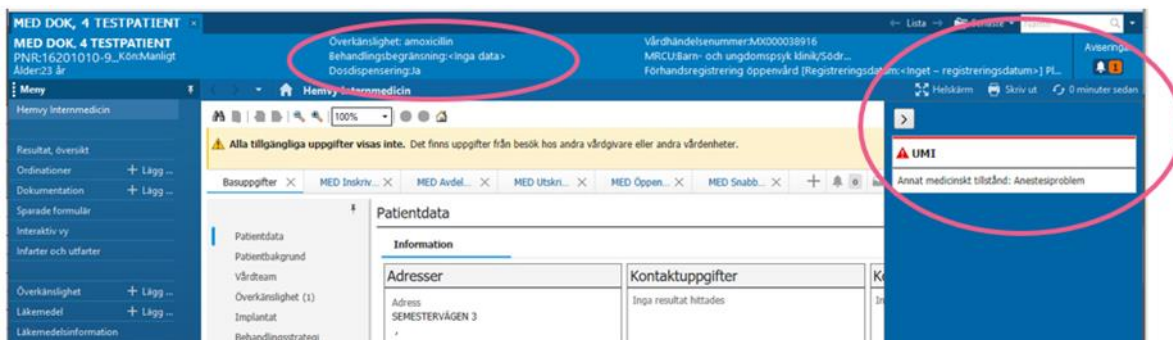 MED DOK, 4 TESTPATIENT
Lista
MED DOK, 4 TESTPATIENT
PNR:16201010-9_Kön:Manligt
Ålder:23 år
Överkänslighet: amoxicillin
Behandlingsbegränsning:<Inga data>
Dosdispensering:Ja
Vårdhändelsenummer:MX000038916
MRCU:Barn- och ungdomspsyk klinik/Södr...
Förhandsregistrering öppenvård [Registreringsdatum:<Inget – registreringsdatum>] Pl...
1
Meny
Hemvy Internmedicin
Helskärm
Skriv ut
0 minuter sedan
Hemvy Internmedicin
Resultat, översikt
Ordinationer + Lägg ...
Dokumentation + Lägg ...
Sparade formulär
Interaktiv vy
Infarter och utfarter
Överkänslighet + Lägg ...
Läkemedel + Lägg ...
Läkemedelsinformation
100%
Alla tillgängliga uppgifter visas inte. Det finns uppgifter från besök hos andra vårdgivare eller andra vårdenheter.
Basuppgifter
MED Inskriv...
MED Avdel...
MED Utskri...
MED Öppen...
MED Snabb...
0
Patientdata
Patientbakgrund
Vårdteam
Överkänslighet (1)
Implantat
Behandlingsstrategi
Patientdata
Information
Adresser
Adress
SEMESTERVÄGEN 3
Kontaktuppgifter
Inga resultat hittades
UMI
Annat medicinskt tillstånd: Anestesiproblem